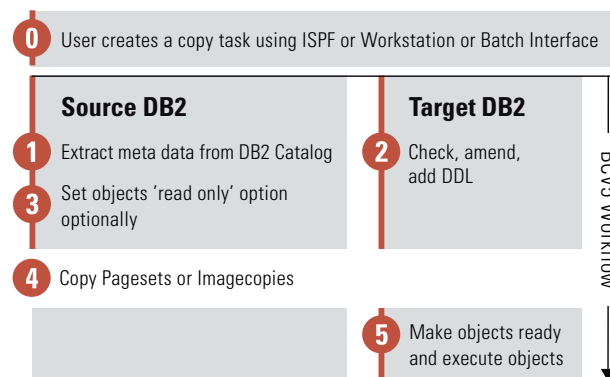 0 User creates a copy task using ISPF or Workstation or Batch Interface
Source DB2
1 Extract meta data from DB2 Catalog
3 Set objects ‘read only’ option
optionally
Target DB2
2 Check, amend,
add DDL
4 Copy Pagesets or Imagecopies
5 Make objects ready
and execute objects
BCV5 Workflow